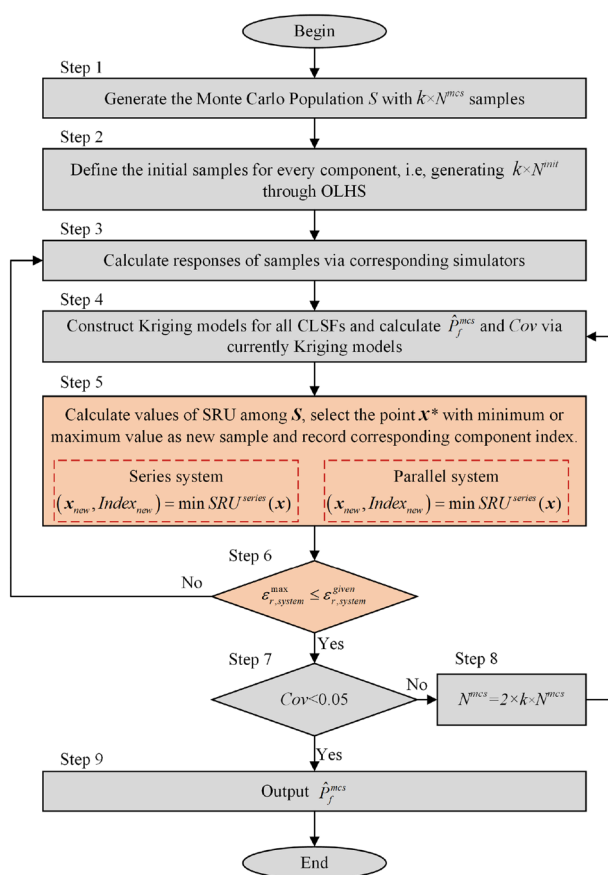 Begin
Step 1
Generate the Monte Carlo Population S with k×N^mcs samples
Step 2
Define the initial samples for every component, i.e, generating k×N^init
through OLHS
Step 3
Calculate responses of samples via corresponding simulators
Step 4
Construct Kriging models for all CLSFs and calculate P̂_f^mcs and Cov via
currently Kriging models
Step 5
Calculate values of SRU among S, select the point x* with minimum or
maximum value as new sample and record corresponding component index.
Series system
(x_new, Index_new) = min SRU^series(x)
Parallel system
(x_new, Index_new) = min SRU^series(x)
Step 6
No
ε_r,system^max ≤ ε_r,system^given
Yes
Step 7
Cov<0.05
No
Step 8
N^mcs=2×k×N^mcs
Yes
Step 9
Output P̂_f^mcs
End